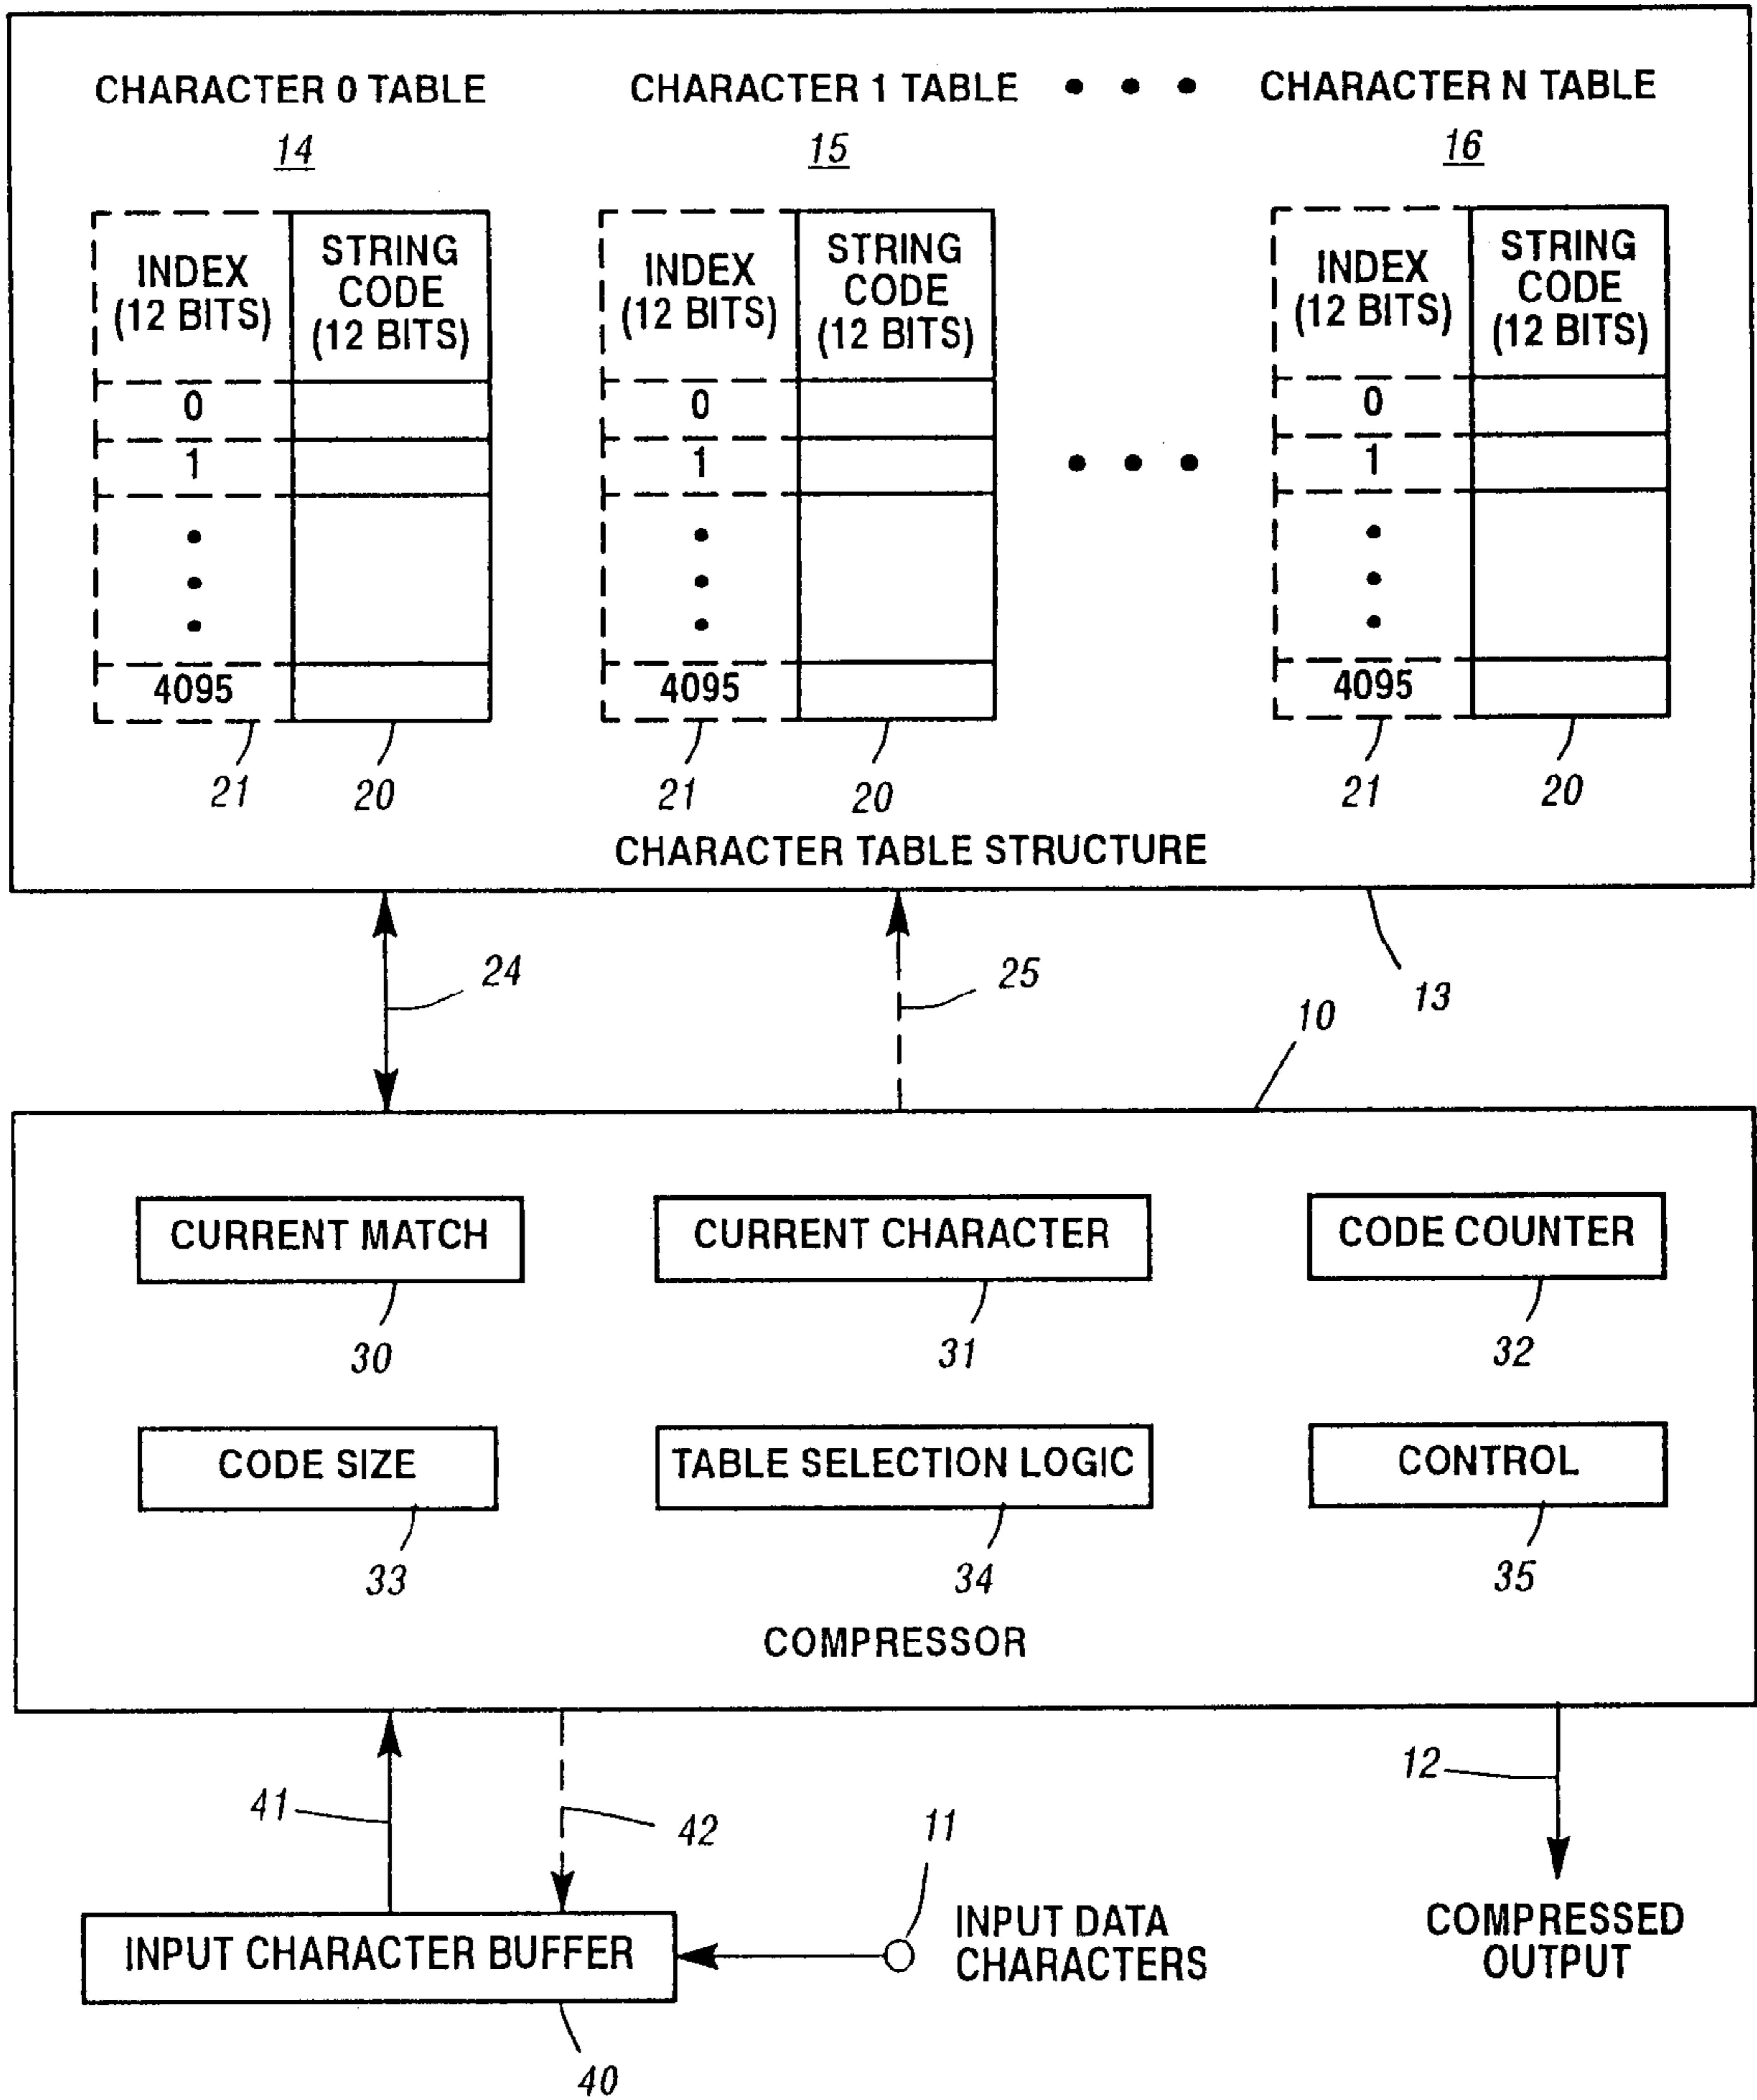 CHARACTER 0 TABLE
CHARACTER 1 TABLE
• • •
CHARACTER N TABLE
14
15
16
INDEX
(12 BITS)
STRING
CODE
(12 BITS)
0
1
4095
21
20
INDEX
(12 BITS)
STRING
CODE
(12 BITS)
0
1
4095
21
20
• • •
INDEX
(12 BITS)
STRING
CODE
(12 BITS)
0
1
4095
21
20
CHARACTER TABLE STRUCTURE
24
25
13
10
CURRENT MATCH
30
CURRENT CHARACTER
31
CODE COUNTER
32
CODE SIZE
33
TABLE SELECTION LOGIC
34
CONTROL
35
COMPRESSOR
41
42
11
12
INPUT CHARACTER BUFFER
40
INPUT DATA
CHARACTERS
COMPRESSED
OUTPUT